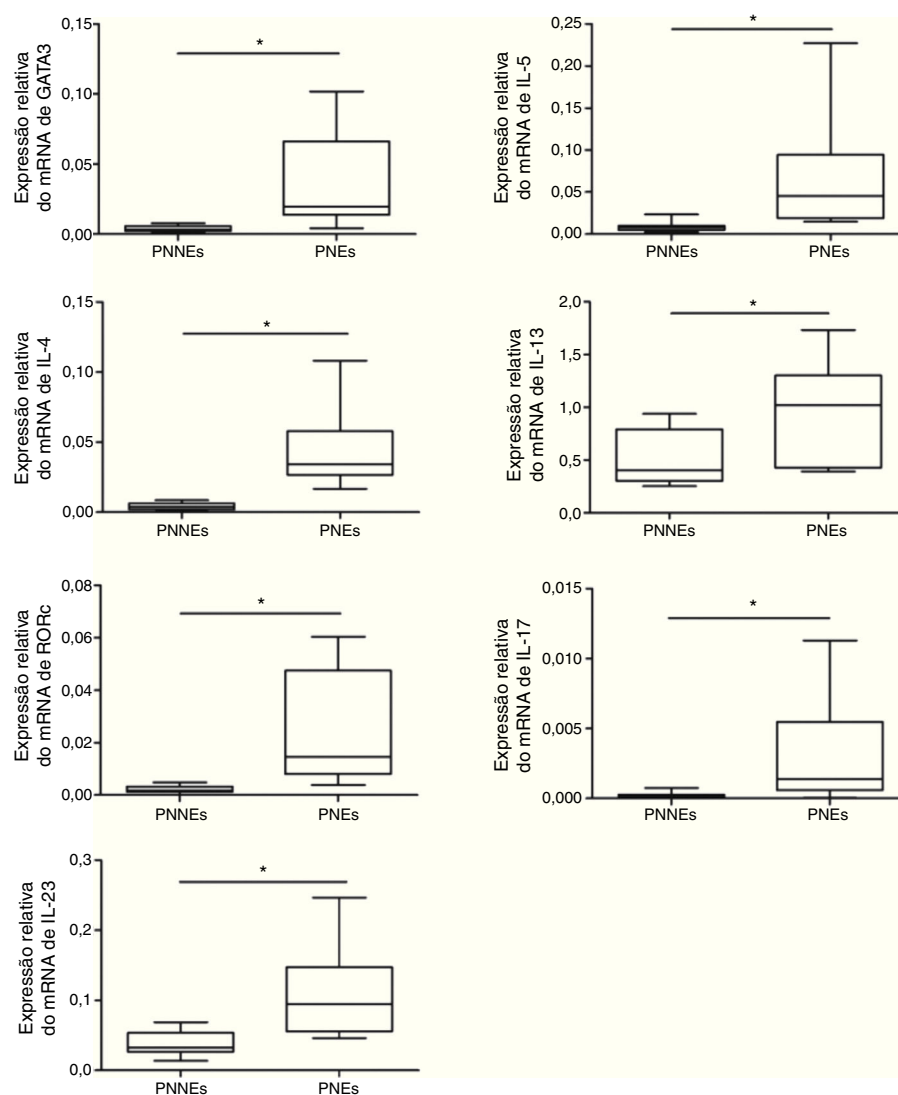 Expressão relativa
do mRNA de GATA3
0,15
0,10
0,05
0,00
*
PNNEs
PNEs
Expressão relativa
do mRNA de IL-5
0,25
0,20
0,15
0,10
0,05
0,00
*
PNNEs
PNEs
Expressão relativa
do mRNA de IL-4
0,15
0,10
0,05
0,00
*
PNNEs
PNEs
Expressão relativa
do mRNA de IL-13
2,0
1,5
1,0
0,5
0,0
*
PNNEs
PNEs
Expressão relativa
do mRNA de RORc
0,08
0,06
0,04
0,02
0,00
*
PNNEs
PNEs
Expressão relativa
do mRNA de IL-17
0,015
0,010
0,005
0,000
*
PNNEs
PNEs
Expressão relativa
do mRNA de IL-23
0,3
0,2
0,1
0,0
*
PNNEs
PNEs